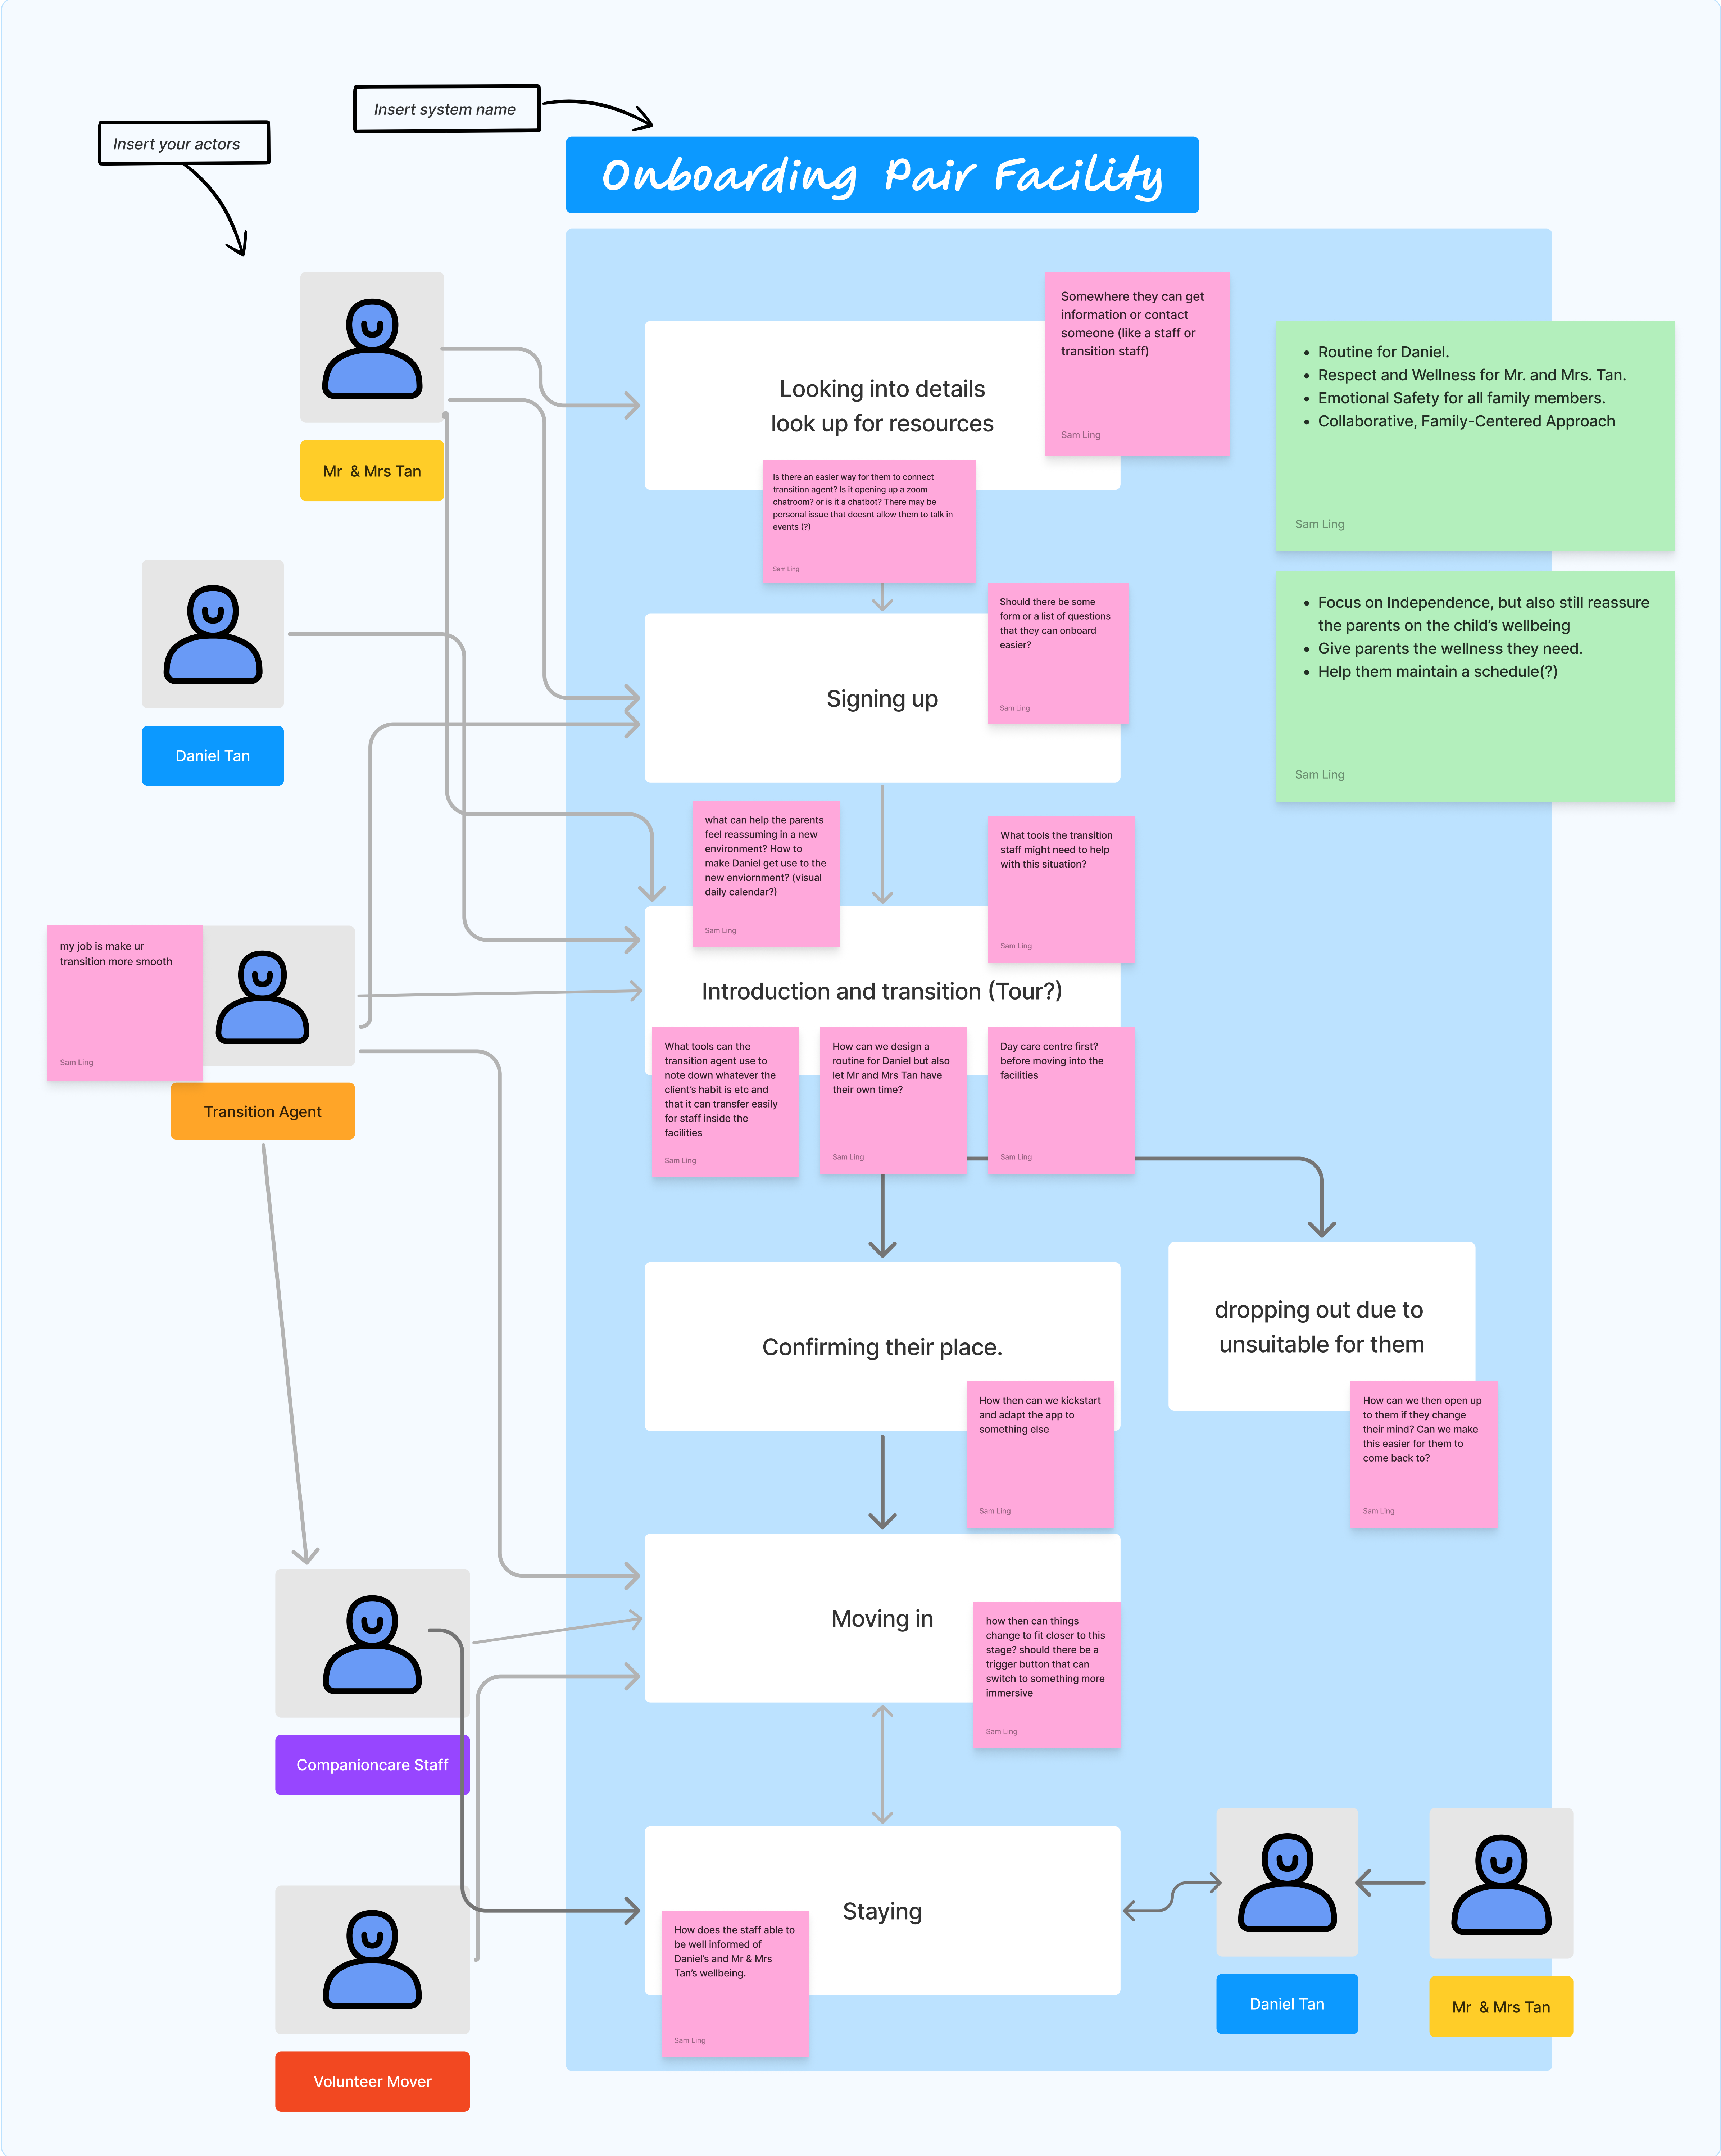 Insert system name
Insert your actors
Onboarding Pair Facility
Mr & Mrs Tan
Daniel Tan
my job is make ur
transition more smooth
Sam Ling
Transition Agent
Companioncare Staff
Volunteer Mover
Looking into details
look up for resources
Somewhere they can get
information or contact
someone (like a staff or
transition staff)
Sam Ling
Is there an easier way for them to connect
transition agent? Is it opening up a zoom
chatroom? or is it a chatbot? There may be
personal issue that doesnt allow them to talk in
events (?)
Sam Ling
Routine for Daniel.
Respect and Wellness for Mr. and Mrs. Tan.
Emotional Safety for all family members.
Collaborative, Family-Centered Approach
Sam Ling
Focus on Independence, but also still reassure
the parents on the child's wellbeing
Give parents the wellness they need.
Help them maintain a schedule(?)
Sam Ling
Signing up
Should there be some
form or a list of questions
that they can onboard
easier?
Sam Ling
what can help the parents
feel reassuring in a new
environment? How to
make Daniel get use to the
new enviornment? (visual
daily calendar?)
Sam Ling
What tools the transition
staff might need to help
with this situation?
Sam Ling
Introduction and transition (Tour?)
What tools can the
transition agent use to
note down whatever the
client's habit is etc and
that it can transfer easily
for staff inside the
facilities
Sam Ling
How can we design a
routine for Daniel but also
let Mr and Mrs Tan have
their own time?
Sam Ling
Day care centre first?
before moving into the
facilities
Sam Ling
Confirming their place.
How then can we kickstart
and adapt the app to
something else
Sam Ling
dropping out due to
unsuitable for them
How can we then open up
to them if they change
their mind? Can we make
this easier for them to
come back to?
Sam Ling
Moving in
how then can things
change to fit closer to this
stage? should there be a
trigger button that can
switch to something more
immersive
Sam Ling
Staying
How does the staff able to
be well informed of
Daniel's and Mr & Mrs
Tan's wellbeing.
Sam Ling
Daniel Tan
Mr & Mrs Tan